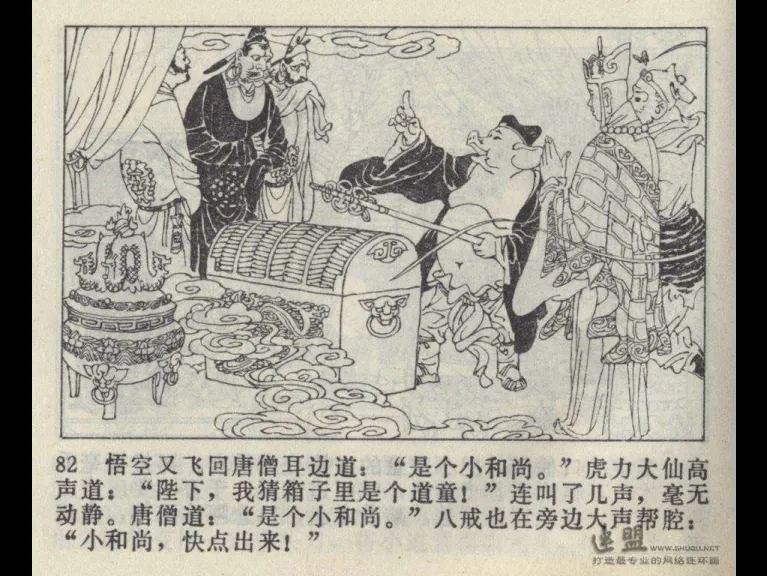 82 悟空又飞回唐僧耳边道：“是个小和尚。”虎力大仙高
声道：“陛下，我猜箱子里是个道童！”连叫了几声，毫无
动静。唐僧道：“是个小和尚。”八戒也在旁边大声帮腔：
“小和尚，快点出来！”
连盟 WWW.SHUQU.NET
打造最专业的网络连环画